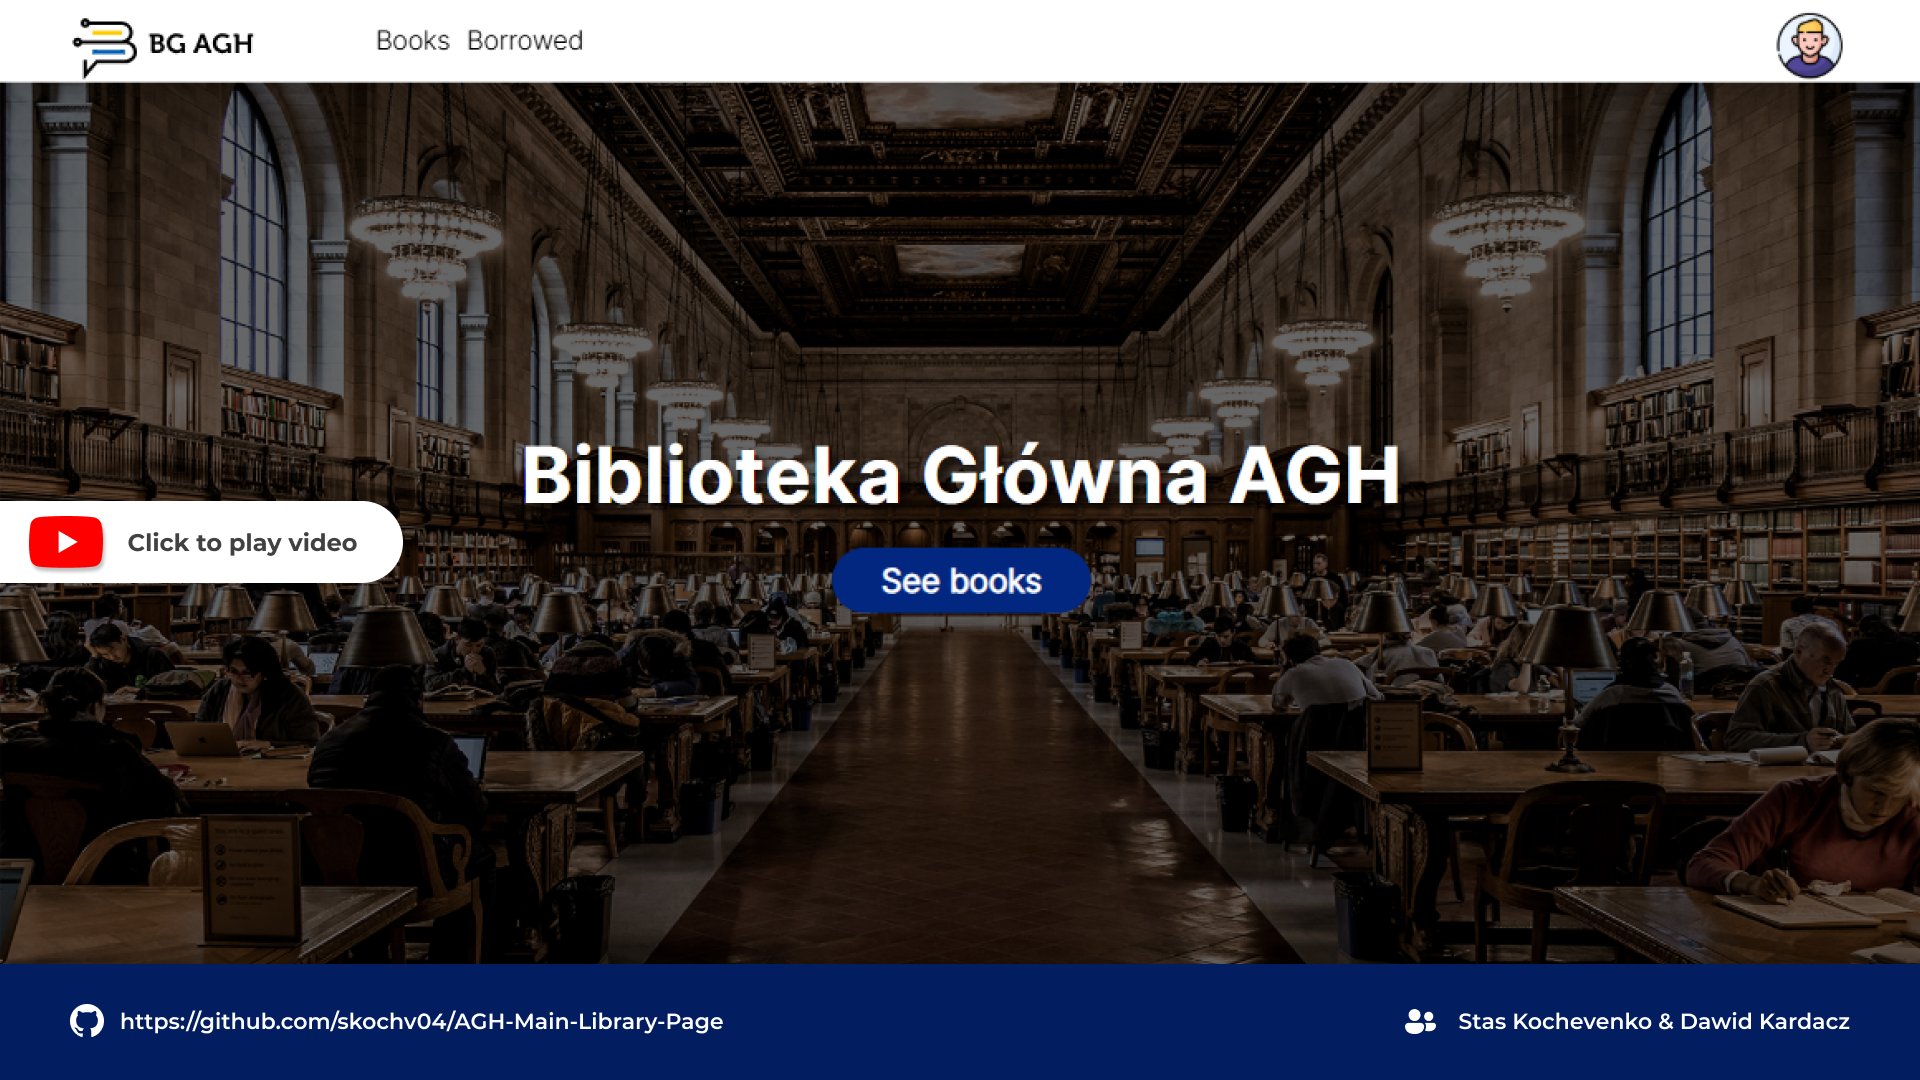 BG AGH
Books Borrowed
Biblioteka Główna AGH
Click to play video
See books
https://github.com/skochv04/AGH-Main-Library-Page
Stas Kochevenko & Dawid Kardacz